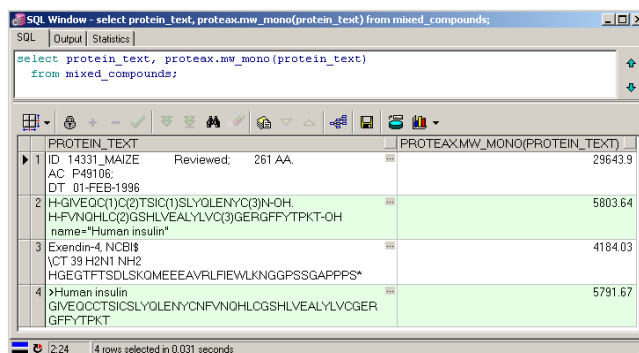 SQL Window - select protein_text, proteax.mw_mono(protein_text) from mixed_compounds;
SQL Output Statistics
select protein_text, proteax.mw_mono(protein_text)
from mixed_compounds;
PROTEIN_TEXT PROTEAX.MW_MONO(PROTEIN_TEXT)
1 ID 14331_MAIZE Reviewed; 261 AA. ... 29643.9
AC P49106;
DT 01-FEB-1996
2 H-GIVEQC(1)C(2)TSIC(1)SLYQLENYC(3)N-OH. ... 5803.64
H-FVNQHLC(2)GSHLVEALYLVC(3)GERGFFYTPKT-OH
name="Human insulin"
3 Exendin-4, NCBI$ ... 4184.03
\CT 39 H2N1 NH2
HGEGTFTSDLSKQMEEEAVRLFIEWLKNGGPSSGAPPPS*
4 >Human insulin ... 5791.67
GIVEQCCTSICSLYQLENYCNFVNQHLCGSHLVEALYLVCGER
GFFYTPKT
2:24 4 rows selected in 0.031 seconds